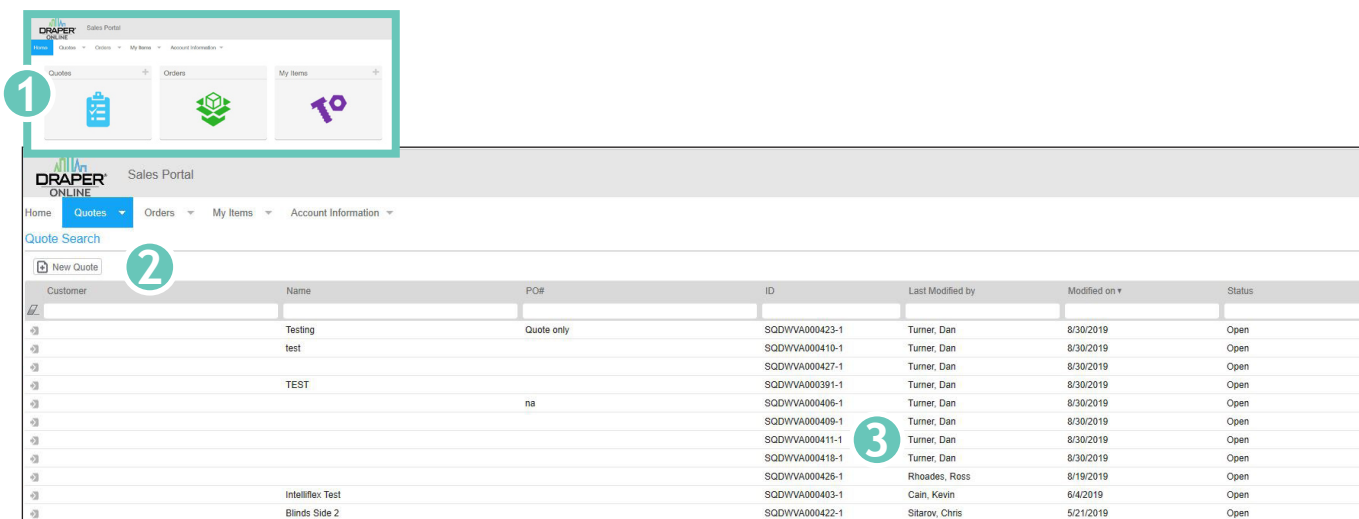 DRAPER Sales Portal
ONLINE
Home Quotes Orders My Items Account Information
Quotes Orders My Items
1
DRAPER Sales Portal
ONLINE
Home Quotes Orders My Items Account Information
Quote Search
New Quote
2
Customer Name PO# ID Last Modified by Modified on Status
Testing Quote only SQDWVA000423-1 Turner, Dan 8/30/2019 Open
test SQDWVA000410-1 Turner, Dan 8/30/2019 Open
SQDWVA000427-1 Turner, Dan 8/30/2019 Open
TEST SQDWVA000391-1 Turner, Dan 8/30/2019 Open
na SQDWVA000406-1 Turner, Dan 8/30/2019 Open
SQDWVA000409-1 Turner, Dan 8/30/2019 Open
SQDWVA000411-1 3 Turner, Dan 8/30/2019 Open
SQDWVA000418-1 Turner, Dan 8/30/2019 Open
SQDWVA000426-1 Rhoades, Ross 8/19/2019 Open
Intelliflex Test SQDWVA000403-1 Cain, Kevin 6/4/2019 Open
Blinds Side 2 SQDWVA000422-1 Sitarov, Chris 5/21/2019 Open